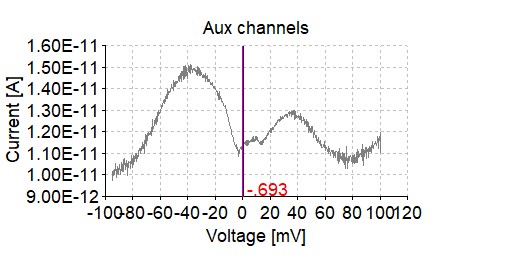 Aux channels
Current [A]
1.60E-11
1.50E-11
1.40E-11
1.30E-11
1.20E-11
1.10E-11
1.00E-11
9.00E-12
-.693
-100 -80 -60 -40 -20 0 20 40 60 80 100 120
Voltage [mV]